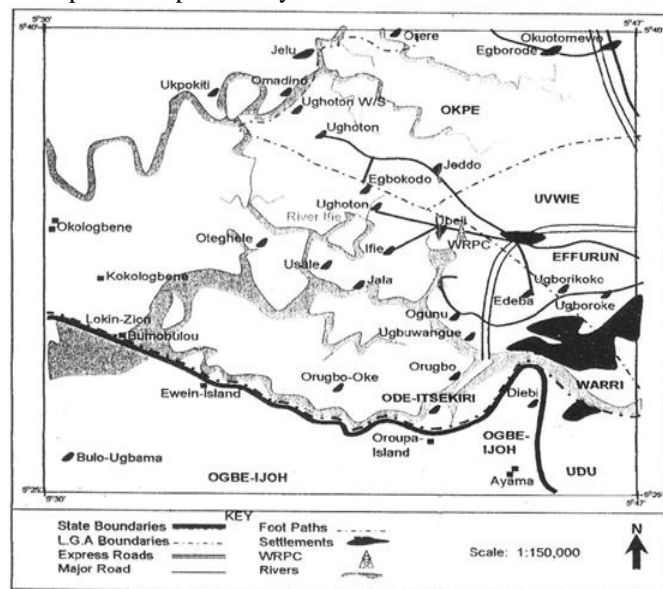 5°30' 5°47'
5°40' 5°40'
Otere
Okuotomewo
Egborode
Jelu
Ukpokiti
Omadino
Ughoton W/S
OKPE
Ughoton
Jeddo
Egbokodo
UVWIE
Ughoton
River Ifie
Ubeji
Okologbene
Oteghele
Ifie
WRPC
EFFURUN
Usale
Kokologbene
Jala
Ugborikoko
Edeba
Ugboroke
Lokin-Zion
Ogunu
Bumobulou
Ugbuwangue
Orugbo
WARRI
Ewein-Island
Orugbo-Oke
ODE-ITSEKIRI
Diebi
Oroupa-
Island
OGBE-
IJOH
Bulo-Ugbama
OGBE-IJOH
UDU
Ayama
5°25'
5°30' 5°47'
KEY
State Boundaries
Foot Paths
L.G.A Boundaries
Settlements
N
Express Roads
WRPC
Scale: 1:150,000
Major Road
Rivers